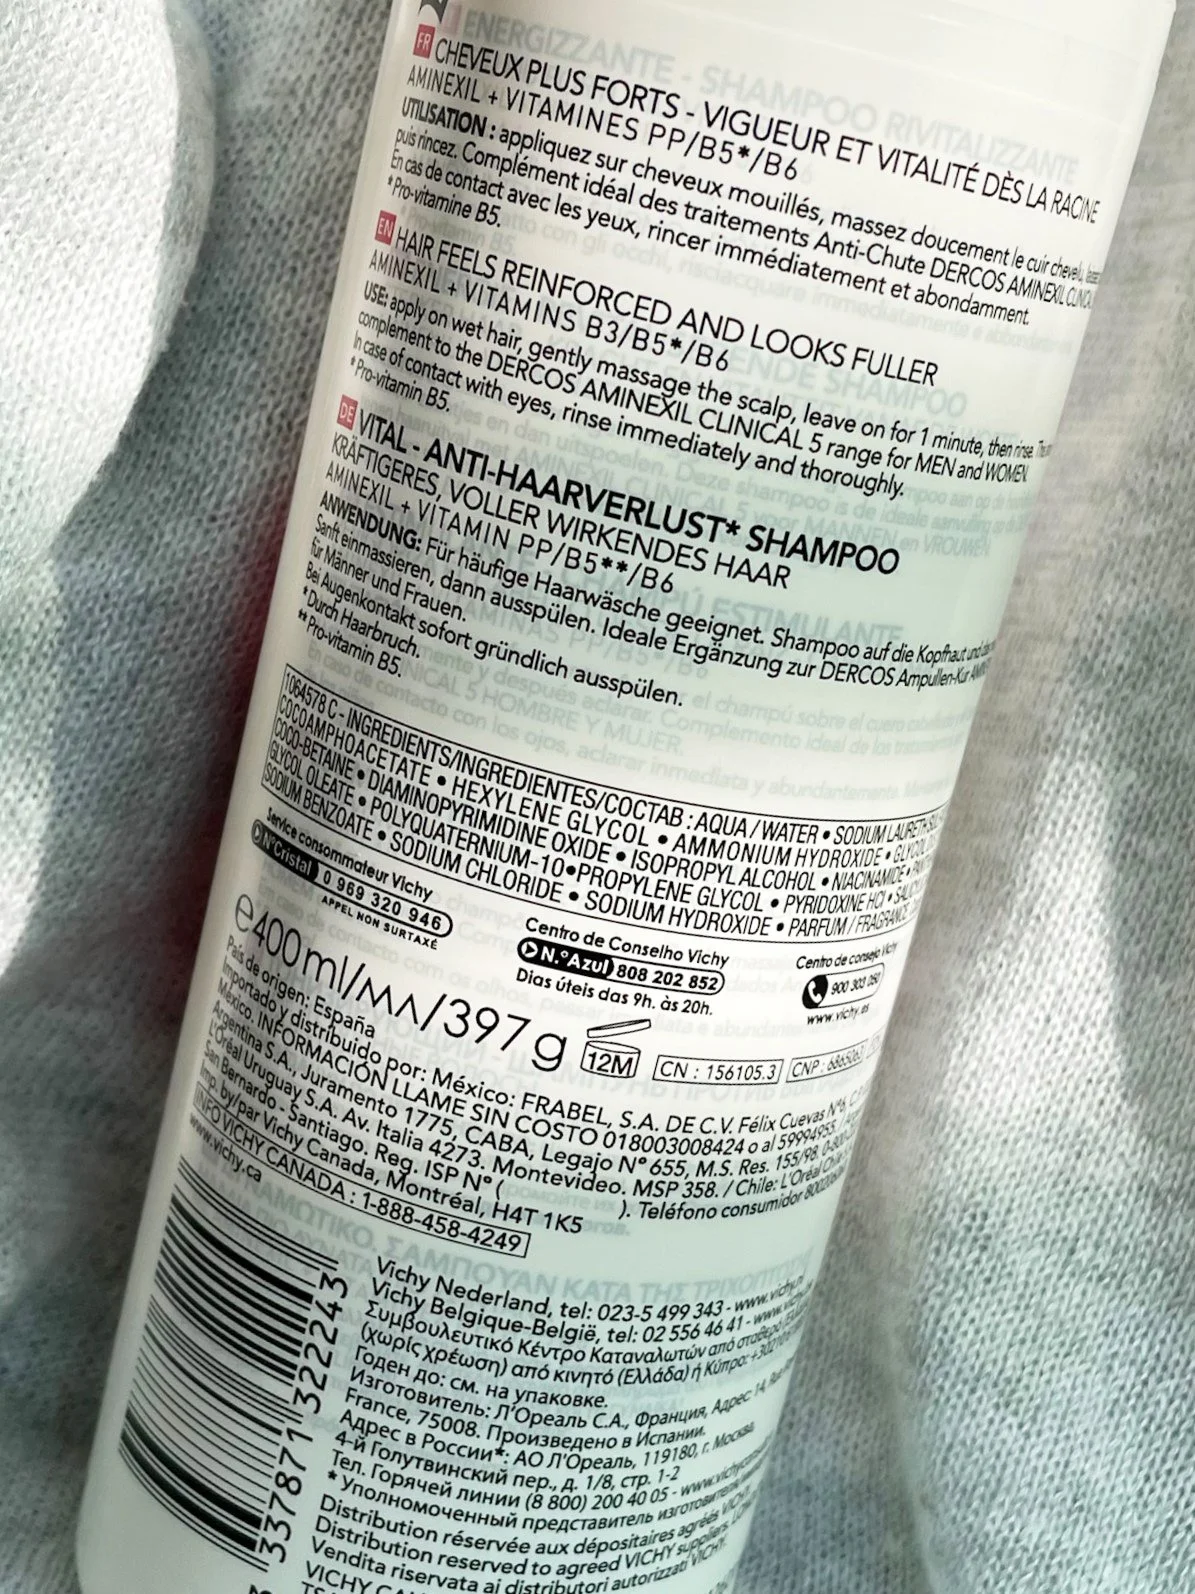 FR CHEVEUX PLUS FORTS - VIGUEUR ET VITALITÉ DÈS LA RACINE
AMINEXIL + VITAMINES PP/B5*/B6
UTILISATION : appliquez sur cheveux mouillés, massez doucement le cuir chevelu,
puis rincez. Complément idéal des traitements Anti-Chute DERCOS AMINEXIL
En cas de contact avec les yeux, rincer immédiatement et abondamment.
*Pro-vitamine B5.
EN HAIR FEELS REINFORCED AND LOOKS FULLER
AMINEXIL + VITAMINS B3/B5*/B6
USE: apply on wet hair, gently massage the scalp, leave on for 1 minute, then rinse.
complement to the DERCOS AMINEXIL CLINICAL 5 range for MEN and WOMEN.
In case of contact with eyes, rinse immediately and thoroughly.
*Pro-vitamin B5.
DE VITAL - ANTI-HAARVERLUST* SHAMPOO
KRÄFTIGERES, VOLLER WIRKENDES HAAR
AMINEXIL + VITAMIN PP/B5**/B6
ANWENDUNG: Für häufige Haarwäsche geeignet. Shampoo auf die Kopfhaut und
Sanft einmassieren, dann ausspülen. Ideale Ergänzung zur DERCOS Ampullen-Kur
für Männer und Frauen.
Bei Augenkontakt sofort gründlich ausspülen.
*Durch Haarbruch.
**Pro-vitamin B5.
1064578 C - INGREDIENTS/INGREDIENTES/COCTAB : AQUA / WATER • SODIUM LAURETH
COCOAMPHOACETATE • HEXYLENE GLYCOL • AMMONIUM HYDROXIDE •
COCO-BETAINE • DIAMINOPYRIMIDINE OXIDE • ISOPROPYL ALCOHOL • NIACINAMIDE •
GLYCOL OLEATE • POLYQUATERNIUM-10 • PROPYLENE GLYCOL • PYRIDOXINE HCl •
SODIUM BENZOATE • SODIUM CHLORIDE • SODIUM HYDROXIDE • PARFUM / FRAGRANCE
Service consommateur Vichy
N°Cristal 0 969 320 946
APPEL NON SURTAXÉ
Centro de Conselho Vichy
N.°Azul 808 202 852
Dias úteis das 9h. às 20h.
Centro de consejo Vichy
900 303 050
www.vichy.es
e400ml/мл/397g
12M
CN : 156105.3
CNP :
País de origen: España
Importado y distribuido por: México: FRABEL, S.A. DE C.V. Félix Cuevas N°6,
México. INFORMACIÓN LLAME SIN COSTO 018003008424 o al 59994955
Argentina S.A., Juramento 1775, CABA, Legajo N° 655, M.S. Res. 155/98.
L'Oréal Uruguay S.A. Av. Italia 4273. Montevideo. MSP 358. / Chile: L'Oréal
San Bernardo - Santiago. Reg. ISP N° ( ). Teléfono consumidor
Imp. by/par Vichy Canada, Montréal, H4T 1K5
INFO VICHY CANADA : 1-888-458-4249
www.vichy.ca
3 337871 322243
Vichy Nederland, tel: 023-5 499 343 - www.vichy.
Vichy Belgique-België, tel: 02 556 46 41 - www.
Συμβουλευτικό Κέντρο Καταναλωτών από σταθερό
(χωρίς χρέωση) από κινητό (Ελλάδα) ή Κύπρο:
Годен до: см. на упаковке.
Изготовитель: Л'Ореаль С.А., Франция, Адрес: 14,
France, 75008. Произведено в Испании.
Адрес в России*: АО Л'Ореаль, 119180, г. Москва,
4-й Голутвинский пер., д. 1/8, стр. 1-2
Тел. Горячей линии (8 800) 200 40 05 -
* Уполномоченный представитель изготовителя
Distribution réservée aux dépositaires agréés VICHY.
Distribution reserved to agreed VICHY suppliers.
Vendita riservata ai distributori autorizzati VICHY.